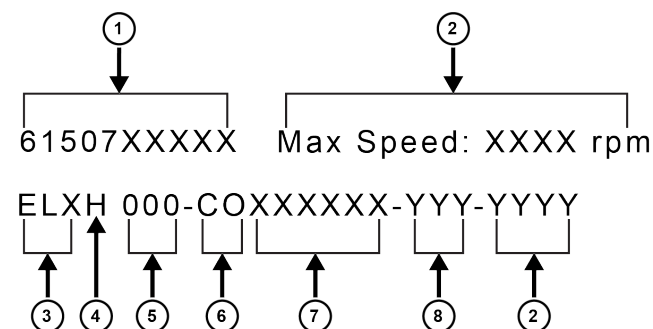 1 2
61507XXXXX Max Speed: XXXX rpm
ELXH 000-COXXXXXX-YYY-YYYY
3 4 5 6 7 8 2